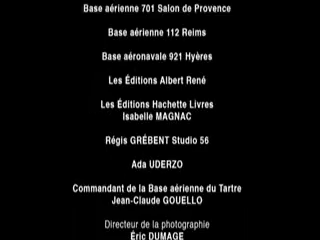 Base aérienne 701 Salon de Provence
Base aérienne 112 Reims
Base aéronavale 921 Hyères
Les Éditions Albert René
Les Éditions Hachette Livres
Isabelle MAGNAC
Régis GRÉBENT Studio 56
Ada UDERZO
Commandant de la Base aérienne du Tartre
Jean-Claude GOUELLO
Directeur de la photographie
Éric DUMAGE